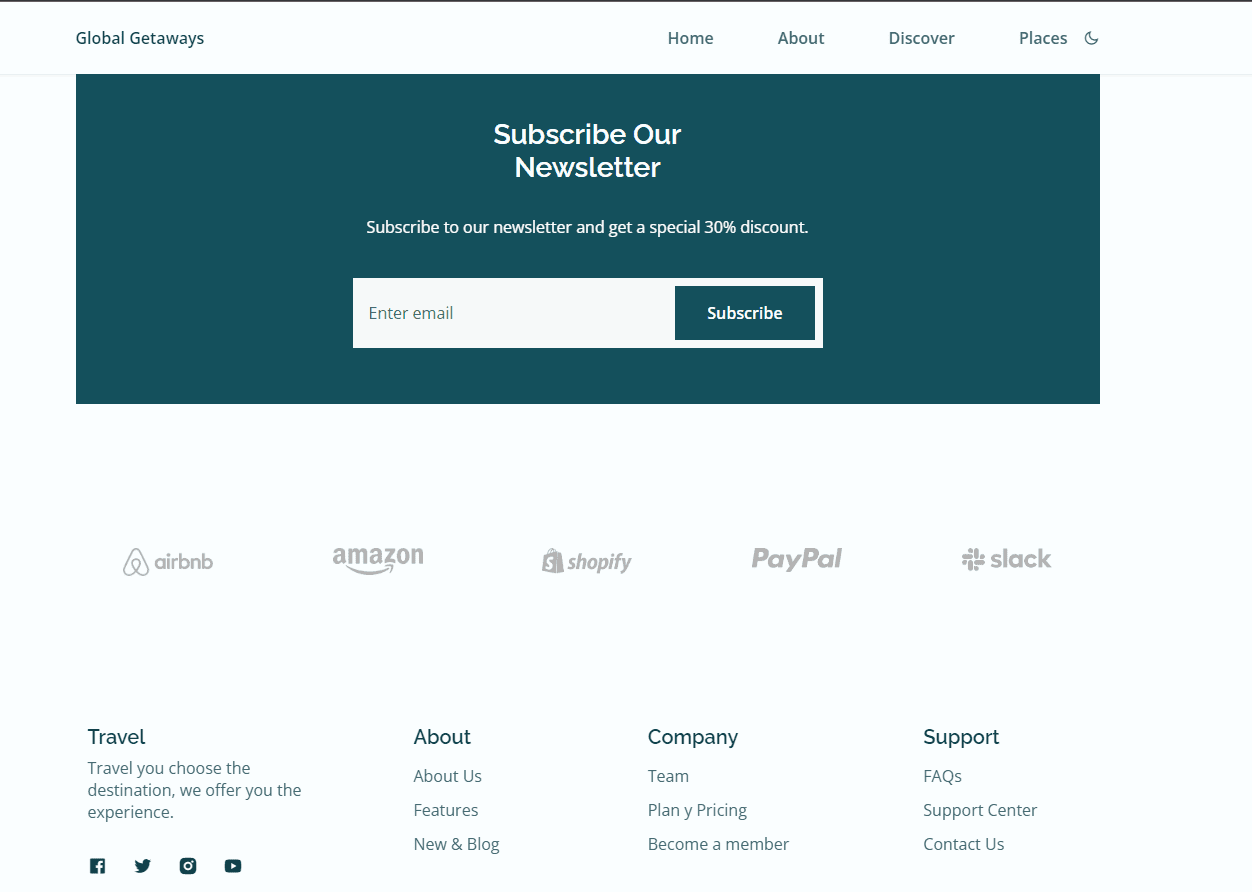 Global Getaways Home About Discover Places
Subscribe Our
Newsletter
Subscribe to our newsletter and get a special 30% discount.
Enter email Subscribe
airbnb amazon shopify PayPal slack
Travel
Travel you choose the
destination, we offer you the
experience.
About
About Us
Features
New & Blog
Company
Team
Plan y Pricing
Become a member
Support
FAQs
Support Center
Contact Us